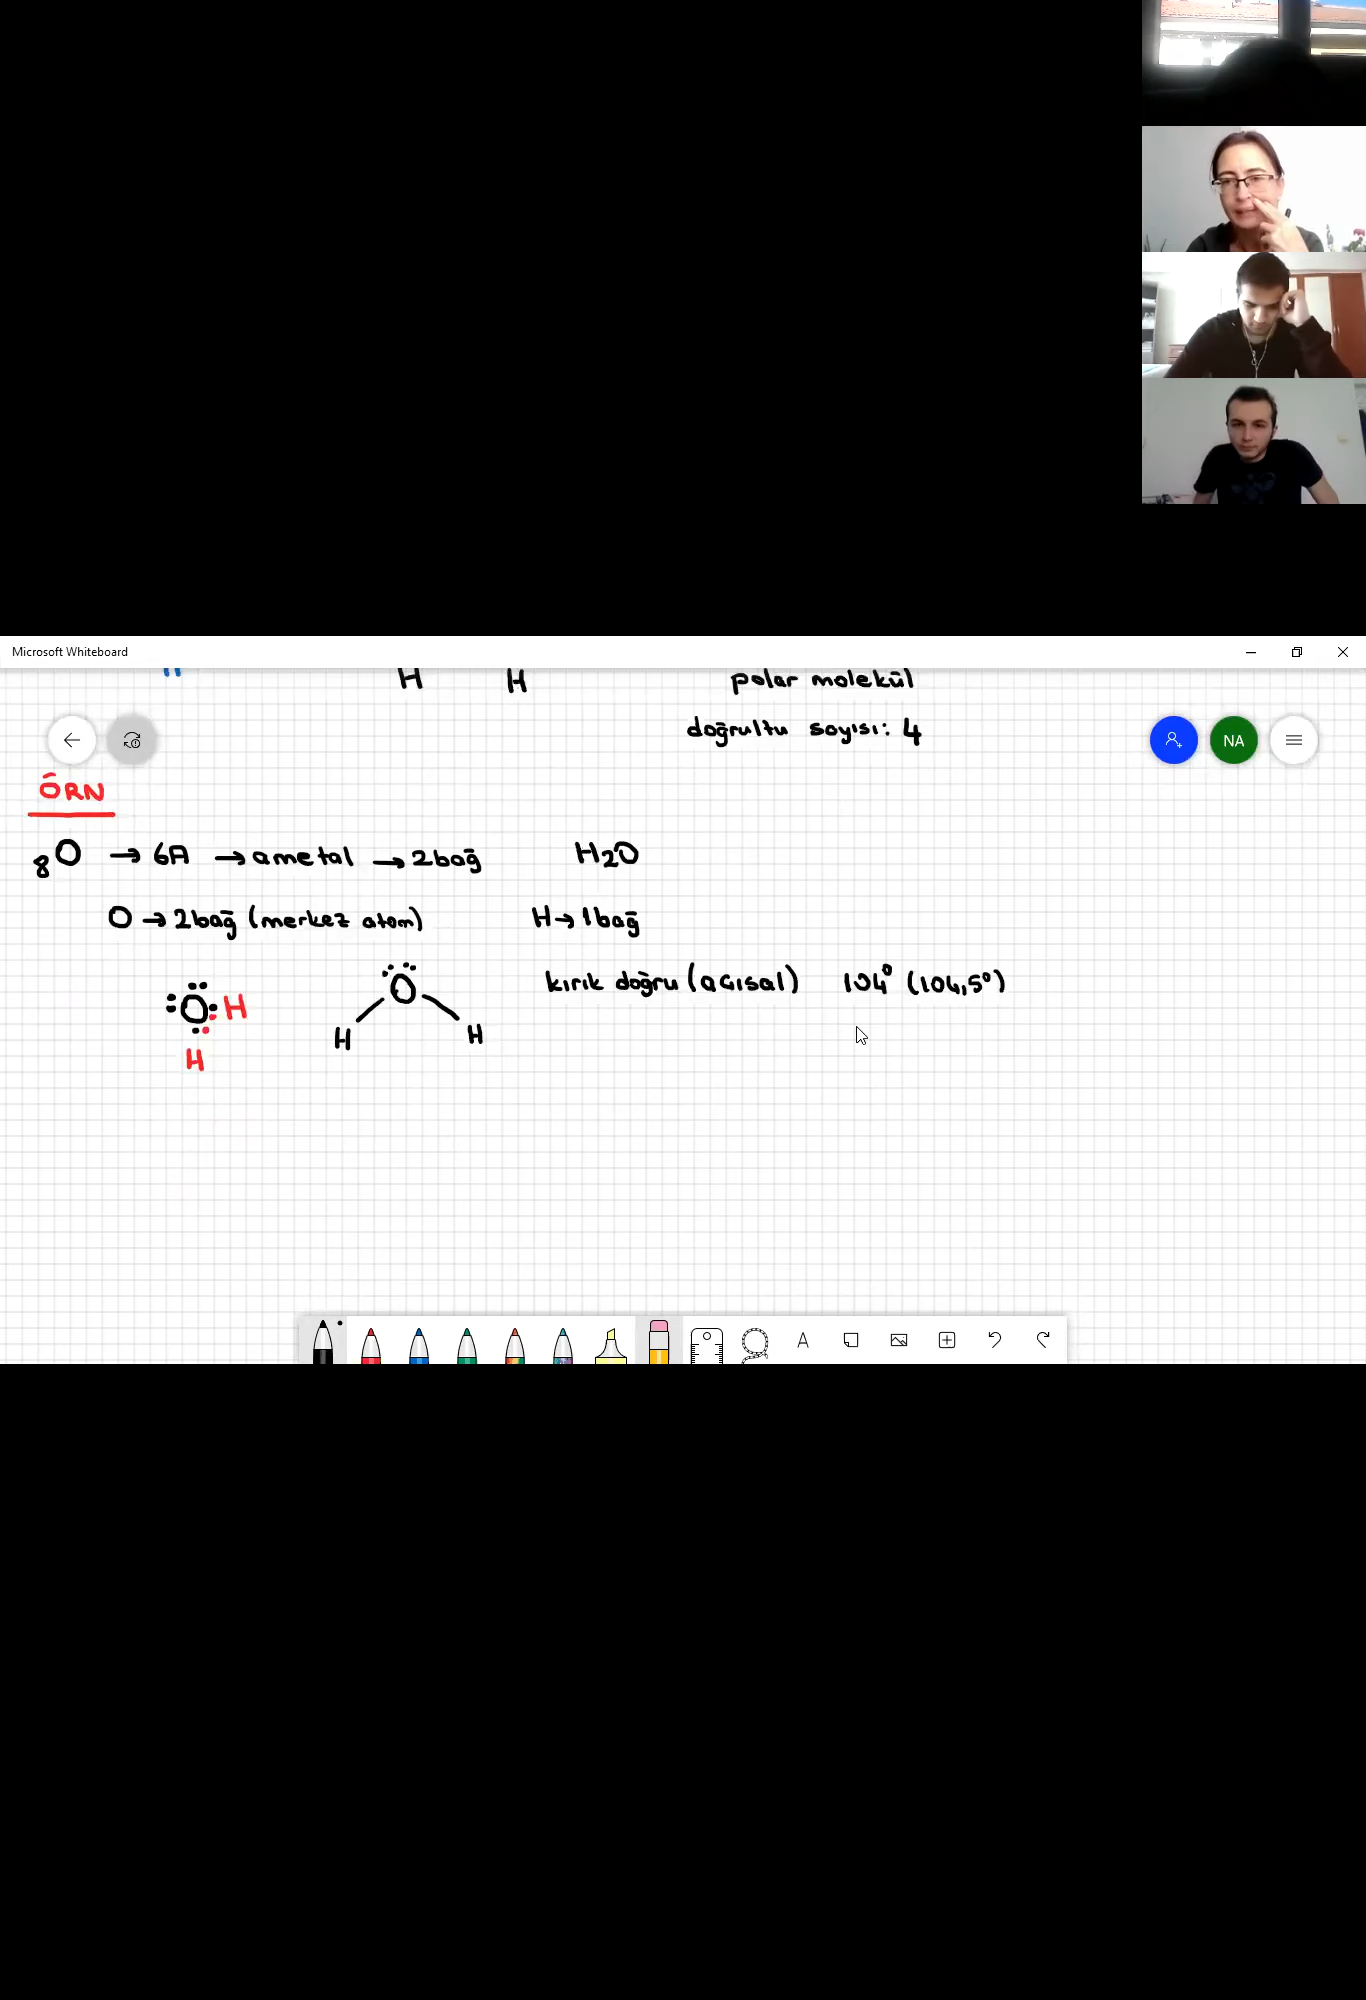 Microsoft Whiteboard
H H polar molekül
doğrultu sayısı: 4
NA
ÖRN
8O → 6A → ametal → 2bağ H2O
O → 2bağ (merkez atom) H → 1bağ
O H O kırık doğru (açısal) 104° (104,5°)
H H H
A